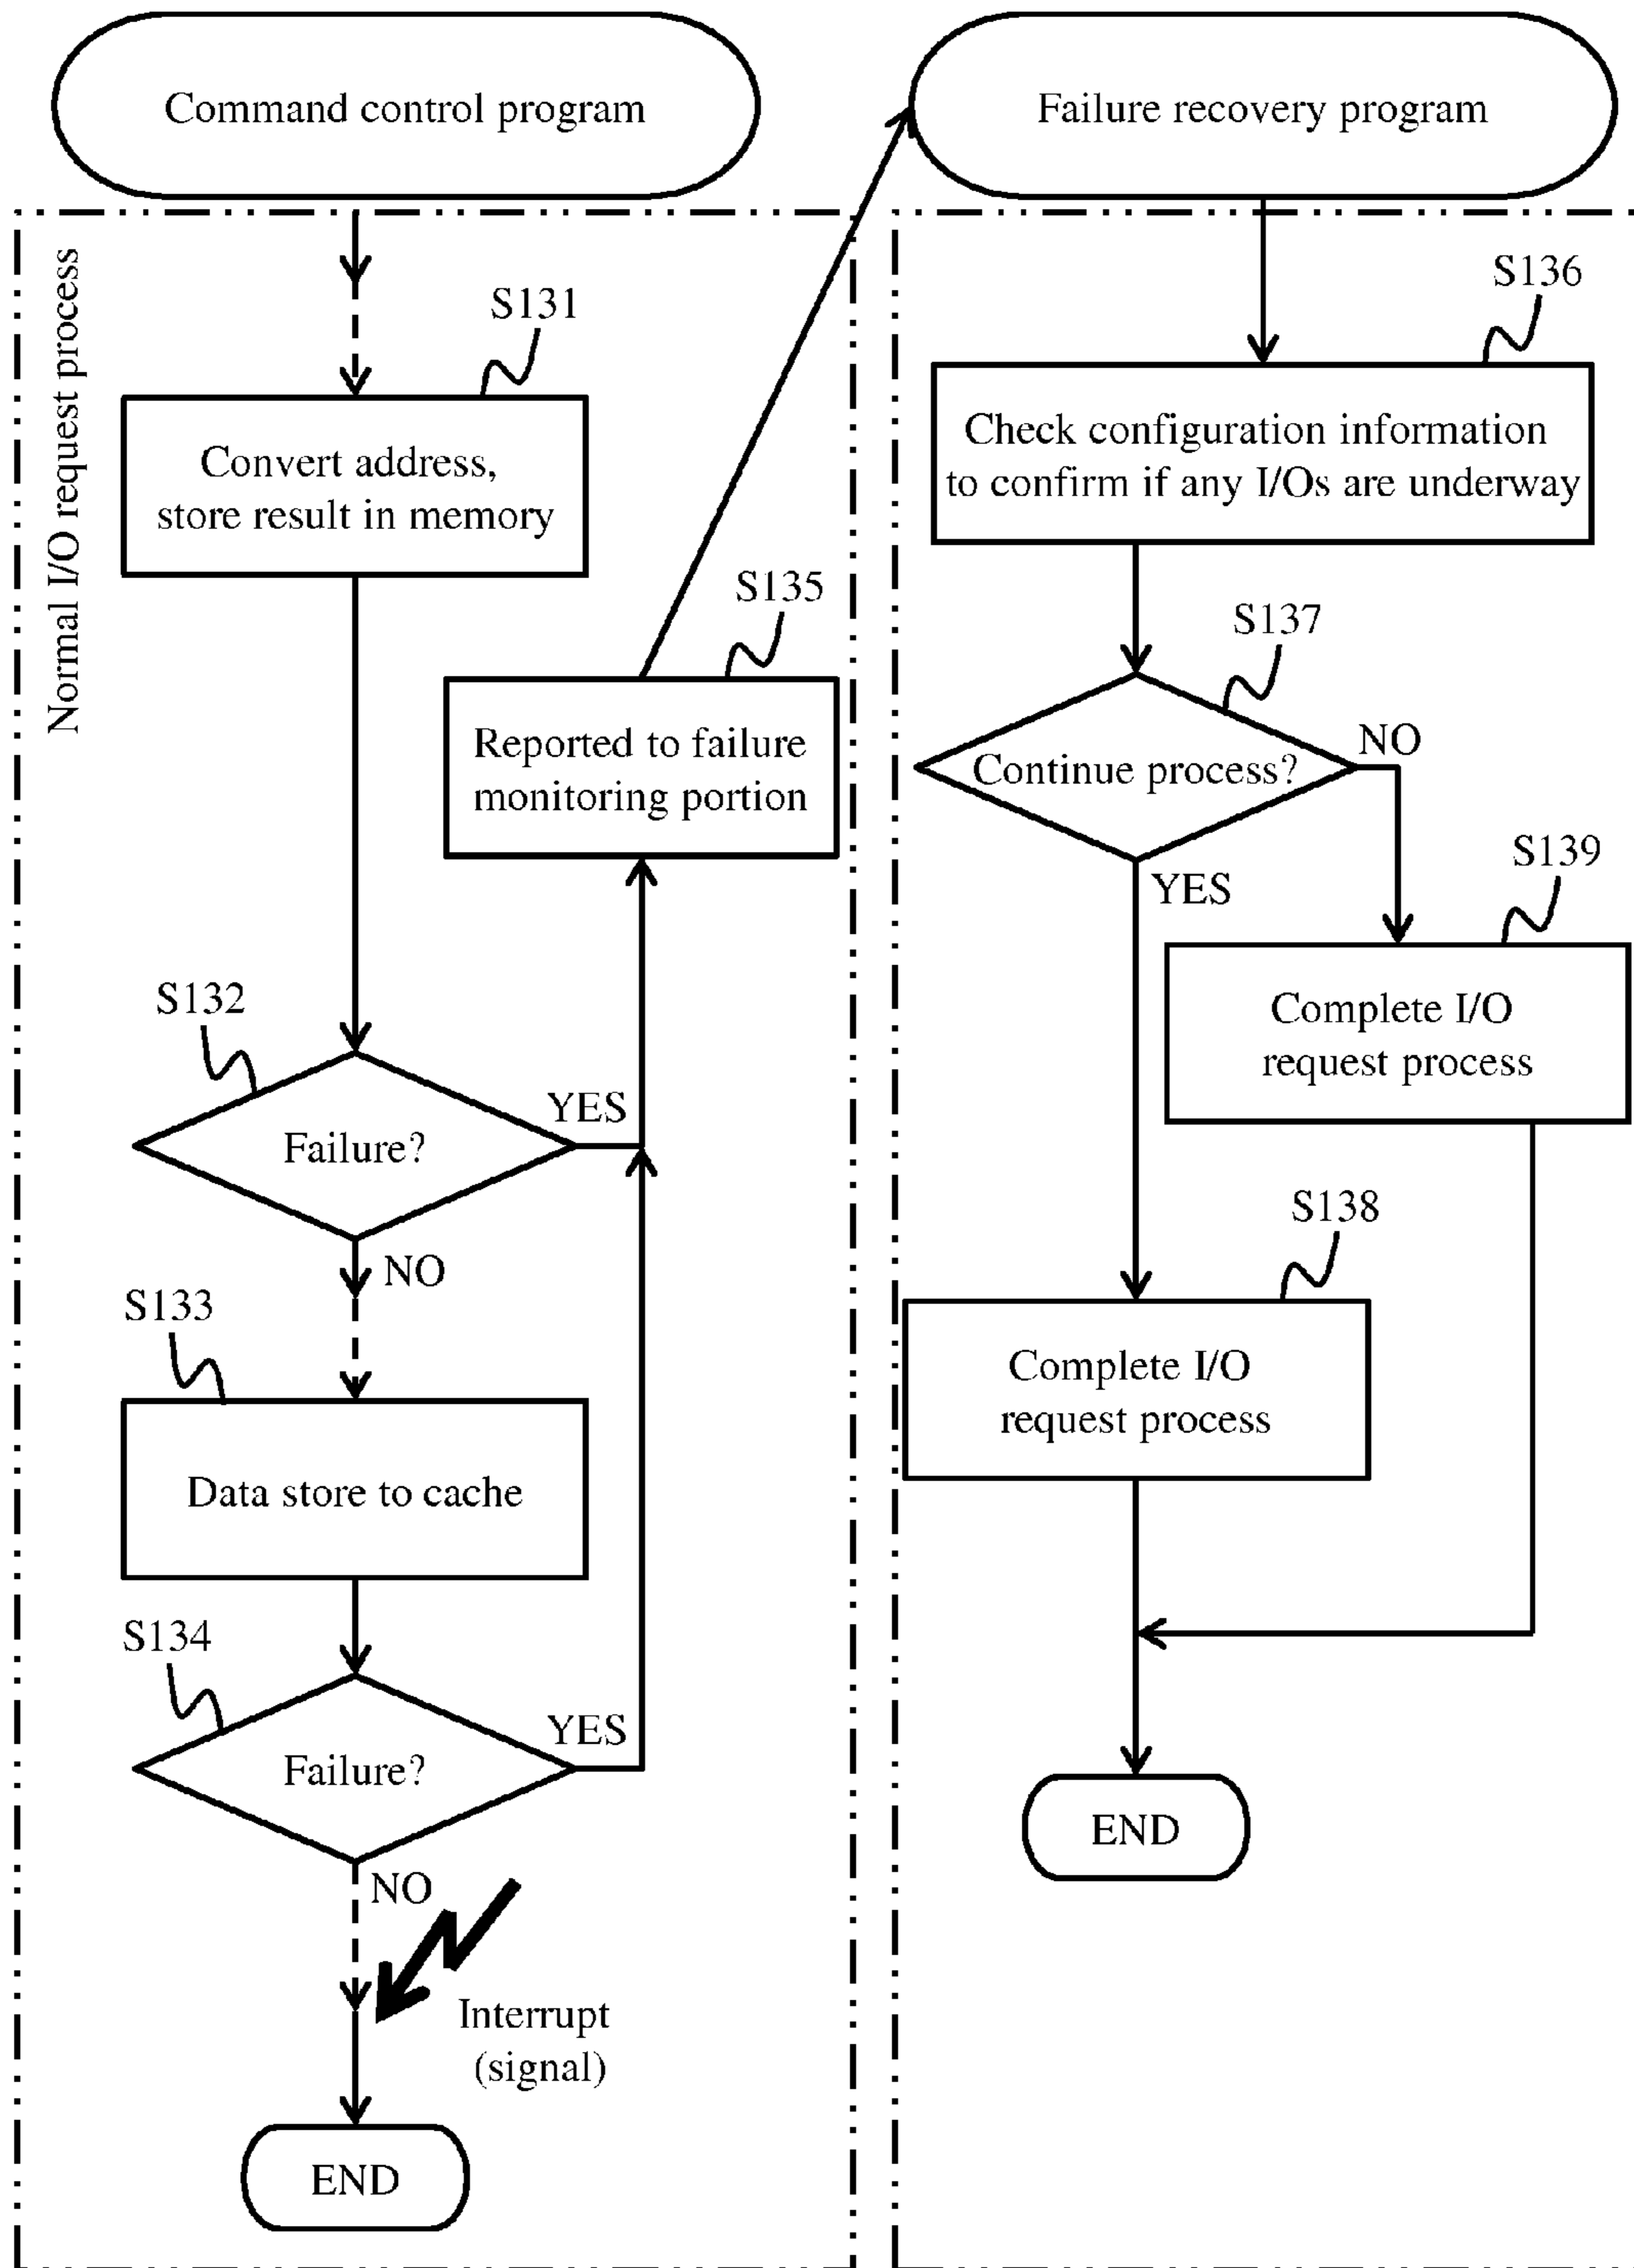 Command control program
Normal I/O request process
S131
Convert address,
store result in memory
S135
Reported to failure
monitoring portion
S132
Failure?
YES
NO
S133
Data store to cache
S134
Failure?
YES
NO
Interrupt
(signal)
END
Failure recovery program
S136
Check configuration information
to confirm if any I/Os are underway
S137
Continue process?
NO
YES
S139
Complete I/O
request process
S138
Complete I/O
request process
END